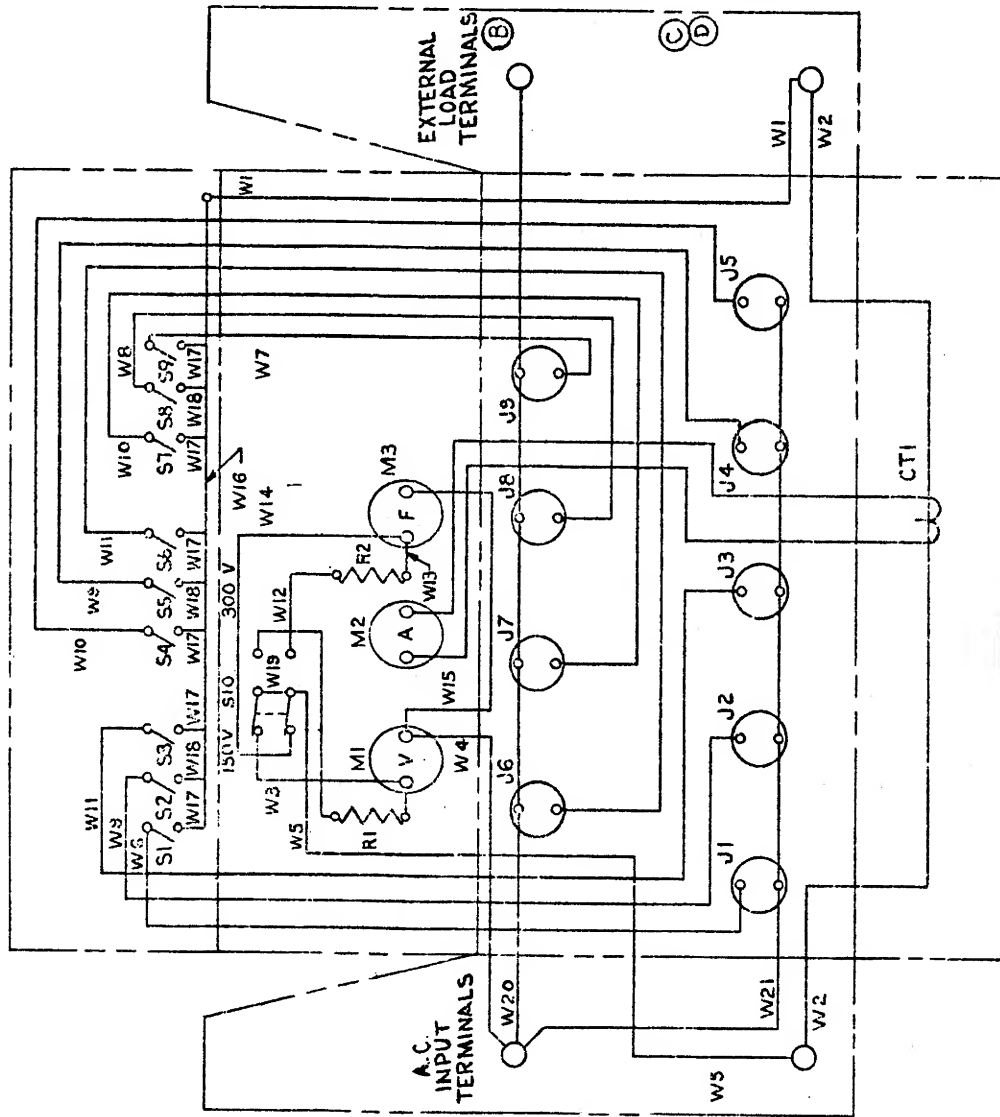 W10
W11
W9
W11
W9
W6
W10
W8
S1
S2
S3
S4
S5
S6
S7
S8
S9
W17
W18
W17
W17
W18
W17
W17
W18
W17
W1
150 V S10 300 V
W16
W14
W7
W3
W19
W12
W5
R1
M1
M2
R2
M3
V
A
F
W13
W4
W15
A.C.
INPUT
TERMINALS
EXTERNAL
LOAD
TERMINALS
B
J6
J7
J8
J9
W20
C
D
J1
J2
J3
J4
J5
W5
W21
W2
W1
W2
CT1